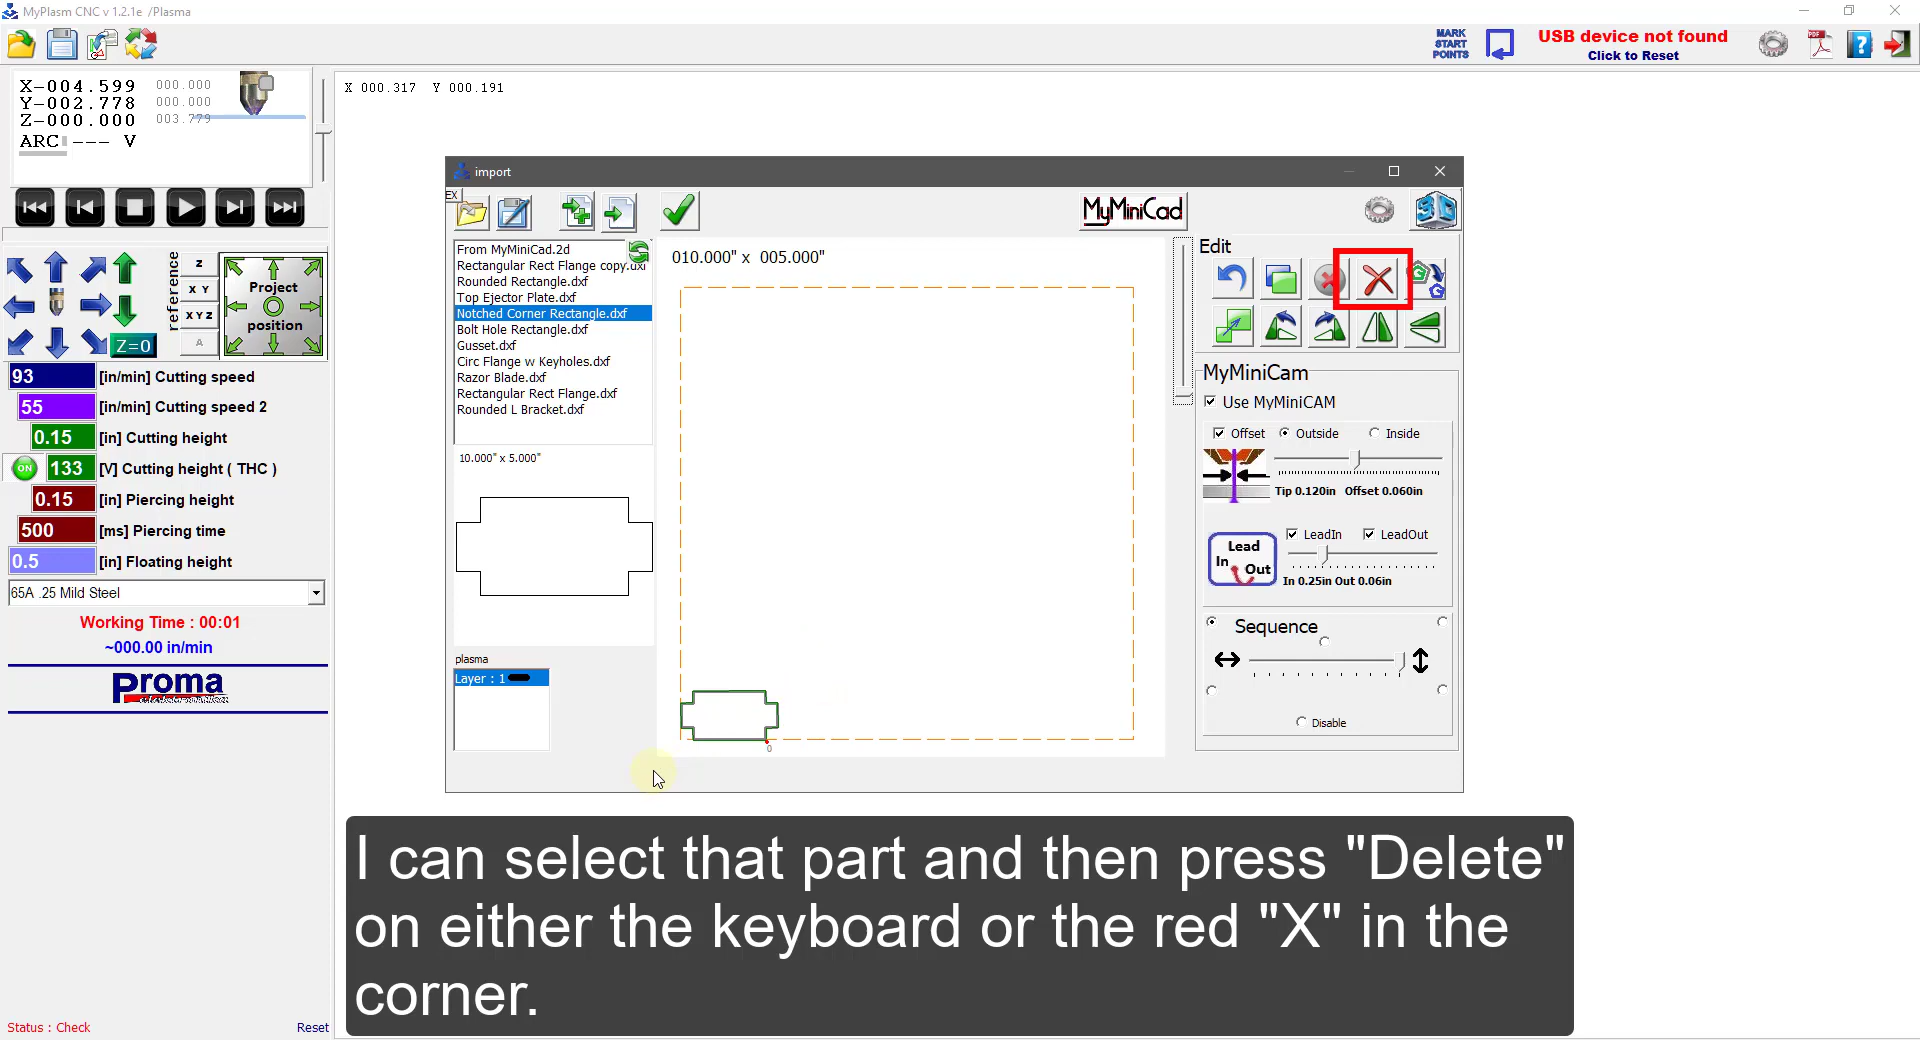 MyPlasm CNC v 1.2.1e /Plasma
MARK
START
POINTS
USB device not found
Click to Reset
PDF
?
X-004.599 000.000
Y-002.778 000.000
Z-000.000 003.779
ARC --- V
X 000.317 Y 000.191
reference
Z
X Y
X Y Z
A
Z=0
Project
position
93 [in/min] Cutting speed
55 [in/min] Cutting speed 2
0.15 [in] Cutting height
ON 133 [V] Cutting height ( THC )
0.15 [in] Piercing height
500 [ms] Piercing time
0.5 [in] Floating height
65A .25 Mild Steel
Working Time : 00:01
~000.00 in/min
Proma
Status : Check
Reset
import
EX
MyMiniCad
3D
From MyMiniCad.2d
Rectangular Rect Flange copy.dxf
Rounded Rectangle.dxf
Top Ejector Plate.dxf
Notched Corner Rectangle.dxf
Bolt Hole Rectangle.dxf
Gusset.dxf
Circ Flange w Keyholes.dxf
Razor Blade.dxf
Rectangular Rect Flange.dxf
Rounded L Bracket.dxf
10.000" x 5.000"
plasma
Layer : 1
010.000" x 005.000"
0
Edit
G
G
MyMiniCam
Use MyMiniCAM
Offset Outside Inside
Tip 0.120in Offset 0.060in
Lead
In
Out
LeadIn LeadOut
In 0.25in Out 0.06in
Sequence
Disable
I can select that part and then press "Delete"
on either the keyboard or the red "X" in the
corner.